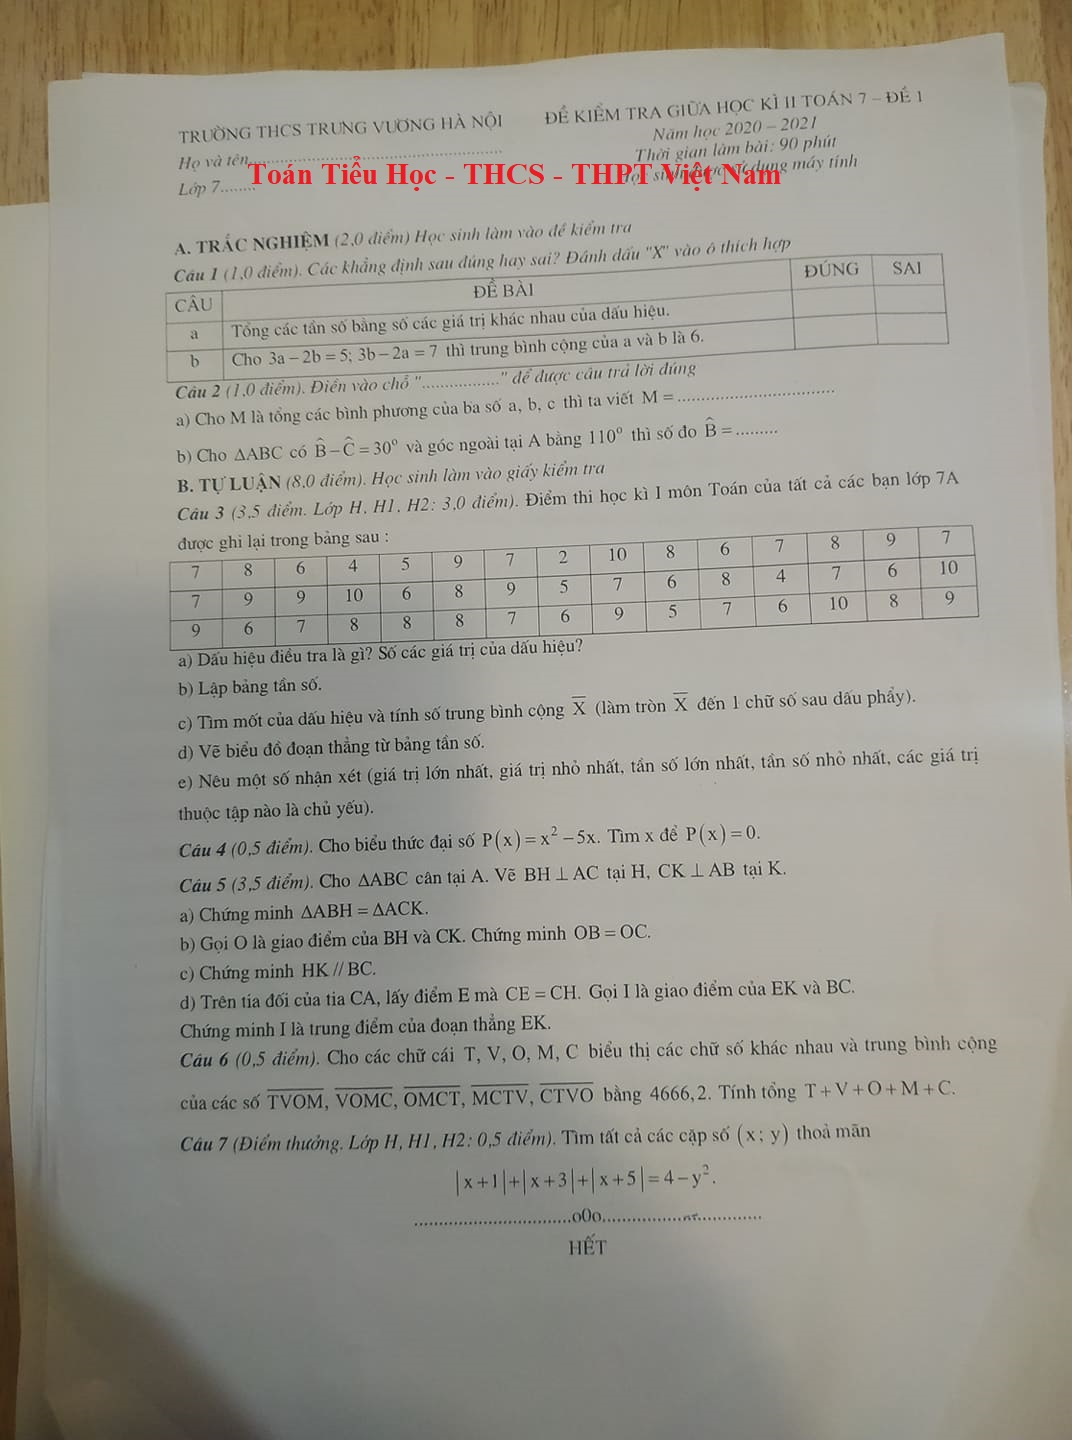 TRƯỜNG THCS TRƯNG VƯƠNG HÀ NỘI
ĐỀ KIỂM TRA GIỮA HỌC KÌ II TOÁN 7 – ĐỀ 1
Họ và tên
Năm học 2020 – 2021
Thời gian làm bài: 90 phút
Lớp 7........
dụng máy tính
Toán Tiểu Học - THCS - THPT Việt Nam
A. TRẮC NGHIỆM (2,0 điểm) Học sinh làm vào đề kiểm tra
Câu 1 (1,0 điểm). Các khẳng định sau đúng hay sai? Đánh dấu "X" vào ô thích hợp
CÂU ĐỀ BÀI ĐÚNG SAI
a Tổng các tần số bằng số các giá trị khác nhau của dấu hiệu.
b Cho 3a – 2b = 5; 3b – 2a = 7 thì trung bình cộng của a và b là 6.
Câu 2 (1,0 điểm). Điền vào chỗ "................." để được câu trả lời đúng
a) Cho M là tổng các bình phương của ba số a, b, c thì ta viết M = .................................
b) Cho ΔABC có B̂ – Ĉ = 30° và góc ngoài tại A bằng 110° thì số đo B̂ = .........
B. TỰ LUẬN (8,0 điểm). Học sinh làm vào giấy kiểm tra
Câu 3 (3,5 điểm. Lớp H, H1, H2: 3,0 điểm). Điểm thi học kì I môn Toán của tất cả các bạn lớp 7A
được ghi lại trong bảng sau :
7 8 6 4 5 9 7 2 10 8 6 7 8 9 7
7 9 9 10 6 8 9 5 7 6 8 4 7 6 10
9 6 7 8 8 8 7 6 9 5 7 6 10 8 9
a) Dấu hiệu điều tra là gì? Số các giá trị của dấu hiệu?
b) Lập bảng tần số.
c) Tìm mốt của dấu hiệu và tính số trung bình cộng X̅ (làm tròn X̅ đến 1 chữ số sau dấu phẩy).
d) Vẽ biểu đồ đoạn thẳng từ bảng tần số.
e) Nêu một số nhận xét (giá trị lớn nhất, giá trị nhỏ nhất, tần số lớn nhất, tần số nhỏ nhất, các giá trị
thuộc tập nào là chủ yếu).
Câu 4 (0,5 điểm). Cho biểu thức đại số P(x) = x² – 5x. Tìm x để P(x) = 0.
Câu 5 (3,5 điểm). Cho ΔABC cân tại A. Vẽ BH ⊥ AC tại H, CK ⊥ AB tại K.
a) Chứng minh ΔABH = ΔACK.
b) Gọi O là giao điểm của BH và CK. Chứng minh OB = OC.
c) Chứng minh HK // BC.
d) Trên tia đối của tia CA, lấy điểm E mà CE = CH. Gọi I là giao điểm của EK và BC.
Chứng minh I là trung điểm của đoạn thẳng EK.
Câu 6 (0,5 điểm). Cho các chữ cái T, V, O, M, C biểu thị các chữ số khác nhau và trung bình cộng
của các số T̅V̅O̅M̅, V̅O̅M̅C̅, O̅M̅C̅T̅, M̅C̅T̅V̅, C̅T̅V̅O̅ bằng 4666,2. Tính tổng T + V + O + M + C.
Câu 7 (Điểm thưởng. Lớp H, H1, H2: 0,5 điểm). Tìm tất cả các cặp số (x; y) thoả mãn
|x + 1| + |x + 3| + |x + 5| = 4 – y².
.................................o0o.................................
HẾT